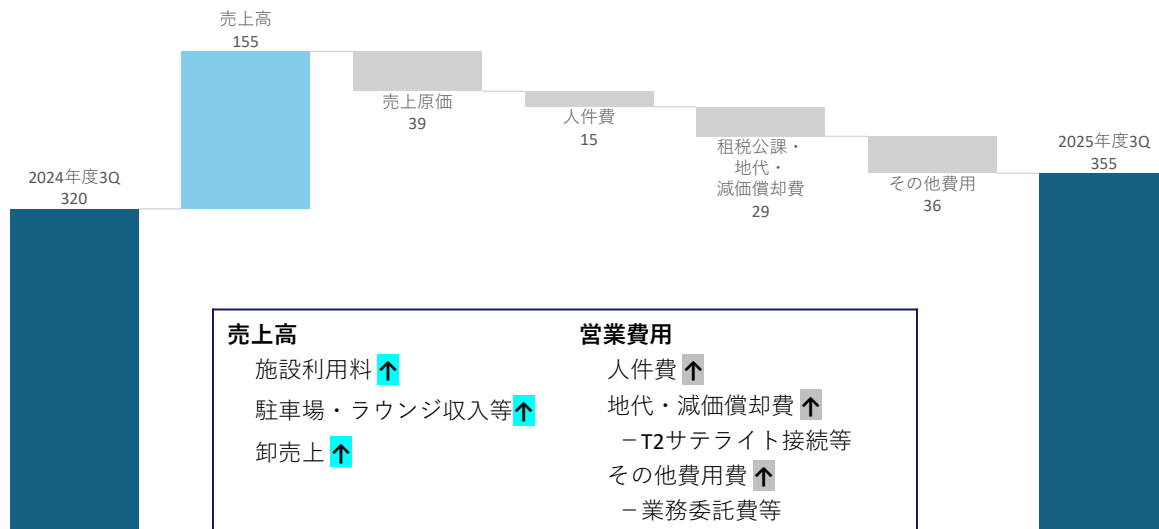 売上高
155
売上原価
39
人件費
15
租税公課・
地代・
減価償却費
29
その他費用
36
2024年度3Q
320
2025年度3Q
355
売上高
施設利用料 ↑
駐車場・ラウンジ収入等↑
卸売上 ↑
営業費用
人件費 ↑
地代・減価償却費 ↑
－T2サテライト接続等
その他費用費 ↑
－業務委託費等